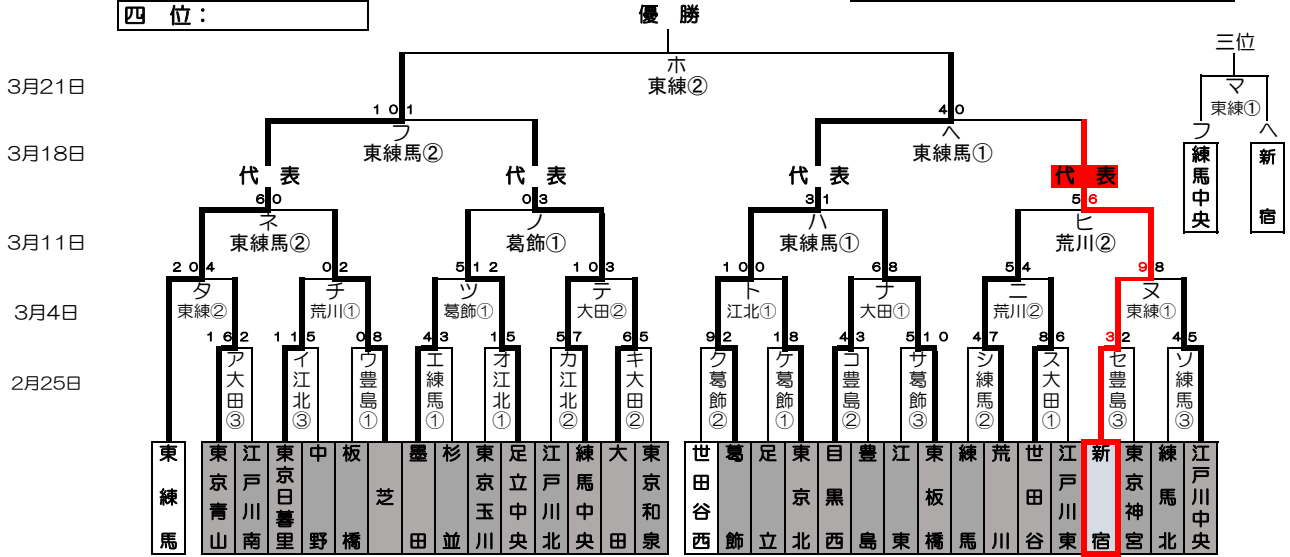 四 位：
優 勝
三位
3月21日
ホ
東練②
マ
東練①
フ
ヘ
練馬中央
新宿
1 0 1
4 0
3月18日
フ
東練馬②
ヘ
東練馬①
代 表
代 表
代 表
代 表
6 0
0 3
3 1
5 6
3月11日
ネ
東練馬②
ノ
葛飾①
ハ
東練馬①
ヒ
荒川②
2 0 4
0 2
5 1 2
1 0 3
1 0 0
6 8
5 4
9 8
3月4日
タ
東練②
チ
荒川①
ツ
葛飾①
テ
大田②
ト
江北①
ナ
大田①
ニ
荒川②
ヌ
東練①
1 6 2
1 1 5
0 8
4 3
1 5
5 7
1 0 3
6 5
9 2
1 8
4 3
5 1 0
4 7
8 6
3 2
4 5
2月25日
ア大田③
イ江北③
ウ豊島①
エ練馬①
オ江北①
カ江北②
キ大田②
ク葛飾②
ケ葛飾①
コ豊島②
サ葛飾③
シ練馬②
ス大田①
セ豊島③
ソ練馬③
東練馬
東京青山
江戸川南
東京日暮里
中野
板橋
芝
墨田
杉並
東京玉川
足立中央
江戸川北
練馬中央
大田
東京和泉
世田谷西
葛飾
足立
東京北
目黒西
豊島
江東
東板橋
練馬
荒川
世田谷
江戸川東
新宿
東京神宮
練馬北
江戸川中央